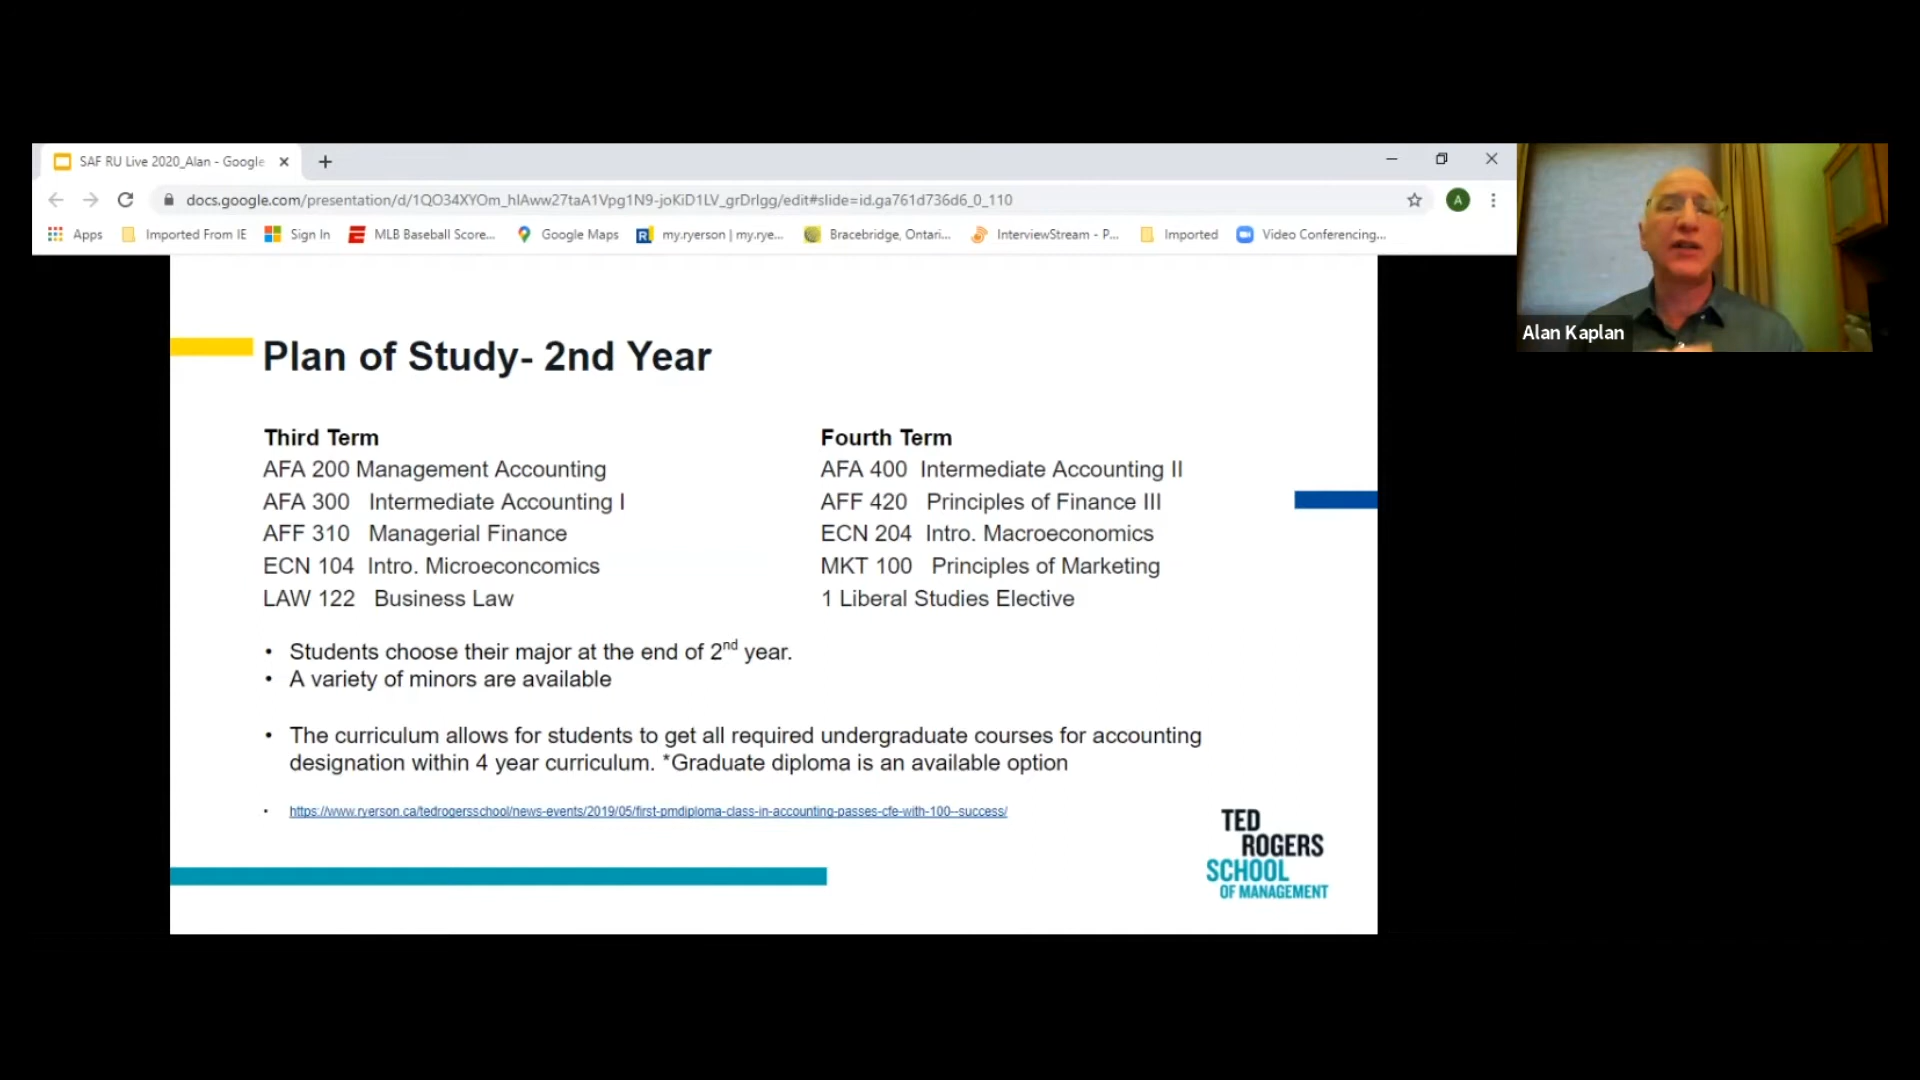 SAF RU Live 2020_Alan - Google
docs.google.com/presentation/d/1QO34XYOm_hIAww27taA1Vpg1N9-joKiD1LV_grDrIgg/edit#slide=id.ga761d736d6_0_110
A
Apps
Imported From IE
Sign In
MLB Baseball Score...
Google Maps
my.ryerson | my.rye...
Bracebridge, Ontari...
InterviewStream - P...
Imported
Video Conferencing...
Alan Kaplan
Plan of Study- 2nd Year
Third Term
AFA 200 Management Accounting
AFA 300 Intermediate Accounting I
AFF 310 Managerial Finance
ECN 104 Intro. Microeconcomics
LAW 122 Business Law
Fourth Term
AFA 400 Intermediate Accounting II
AFF 420 Principles of Finance III
ECN 204 Intro. Macroeconomics
MKT 100 Principles of Marketing
1 Liberal Studies Elective
• Students choose their major at the end of 2nd year.
• A variety of minors are available
• The curriculum allows for students to get all required undergraduate courses for accounting
designation within 4 year curriculum. *Graduate diploma is an available option
• https://www.ryerson.ca/tedrogersschool/news-events/2019/05/first-pmdiploma-class-in-accounting-passes-cfe-with-100--success/
TED
ROGERS
SCHOOL
OF MANAGEMENT